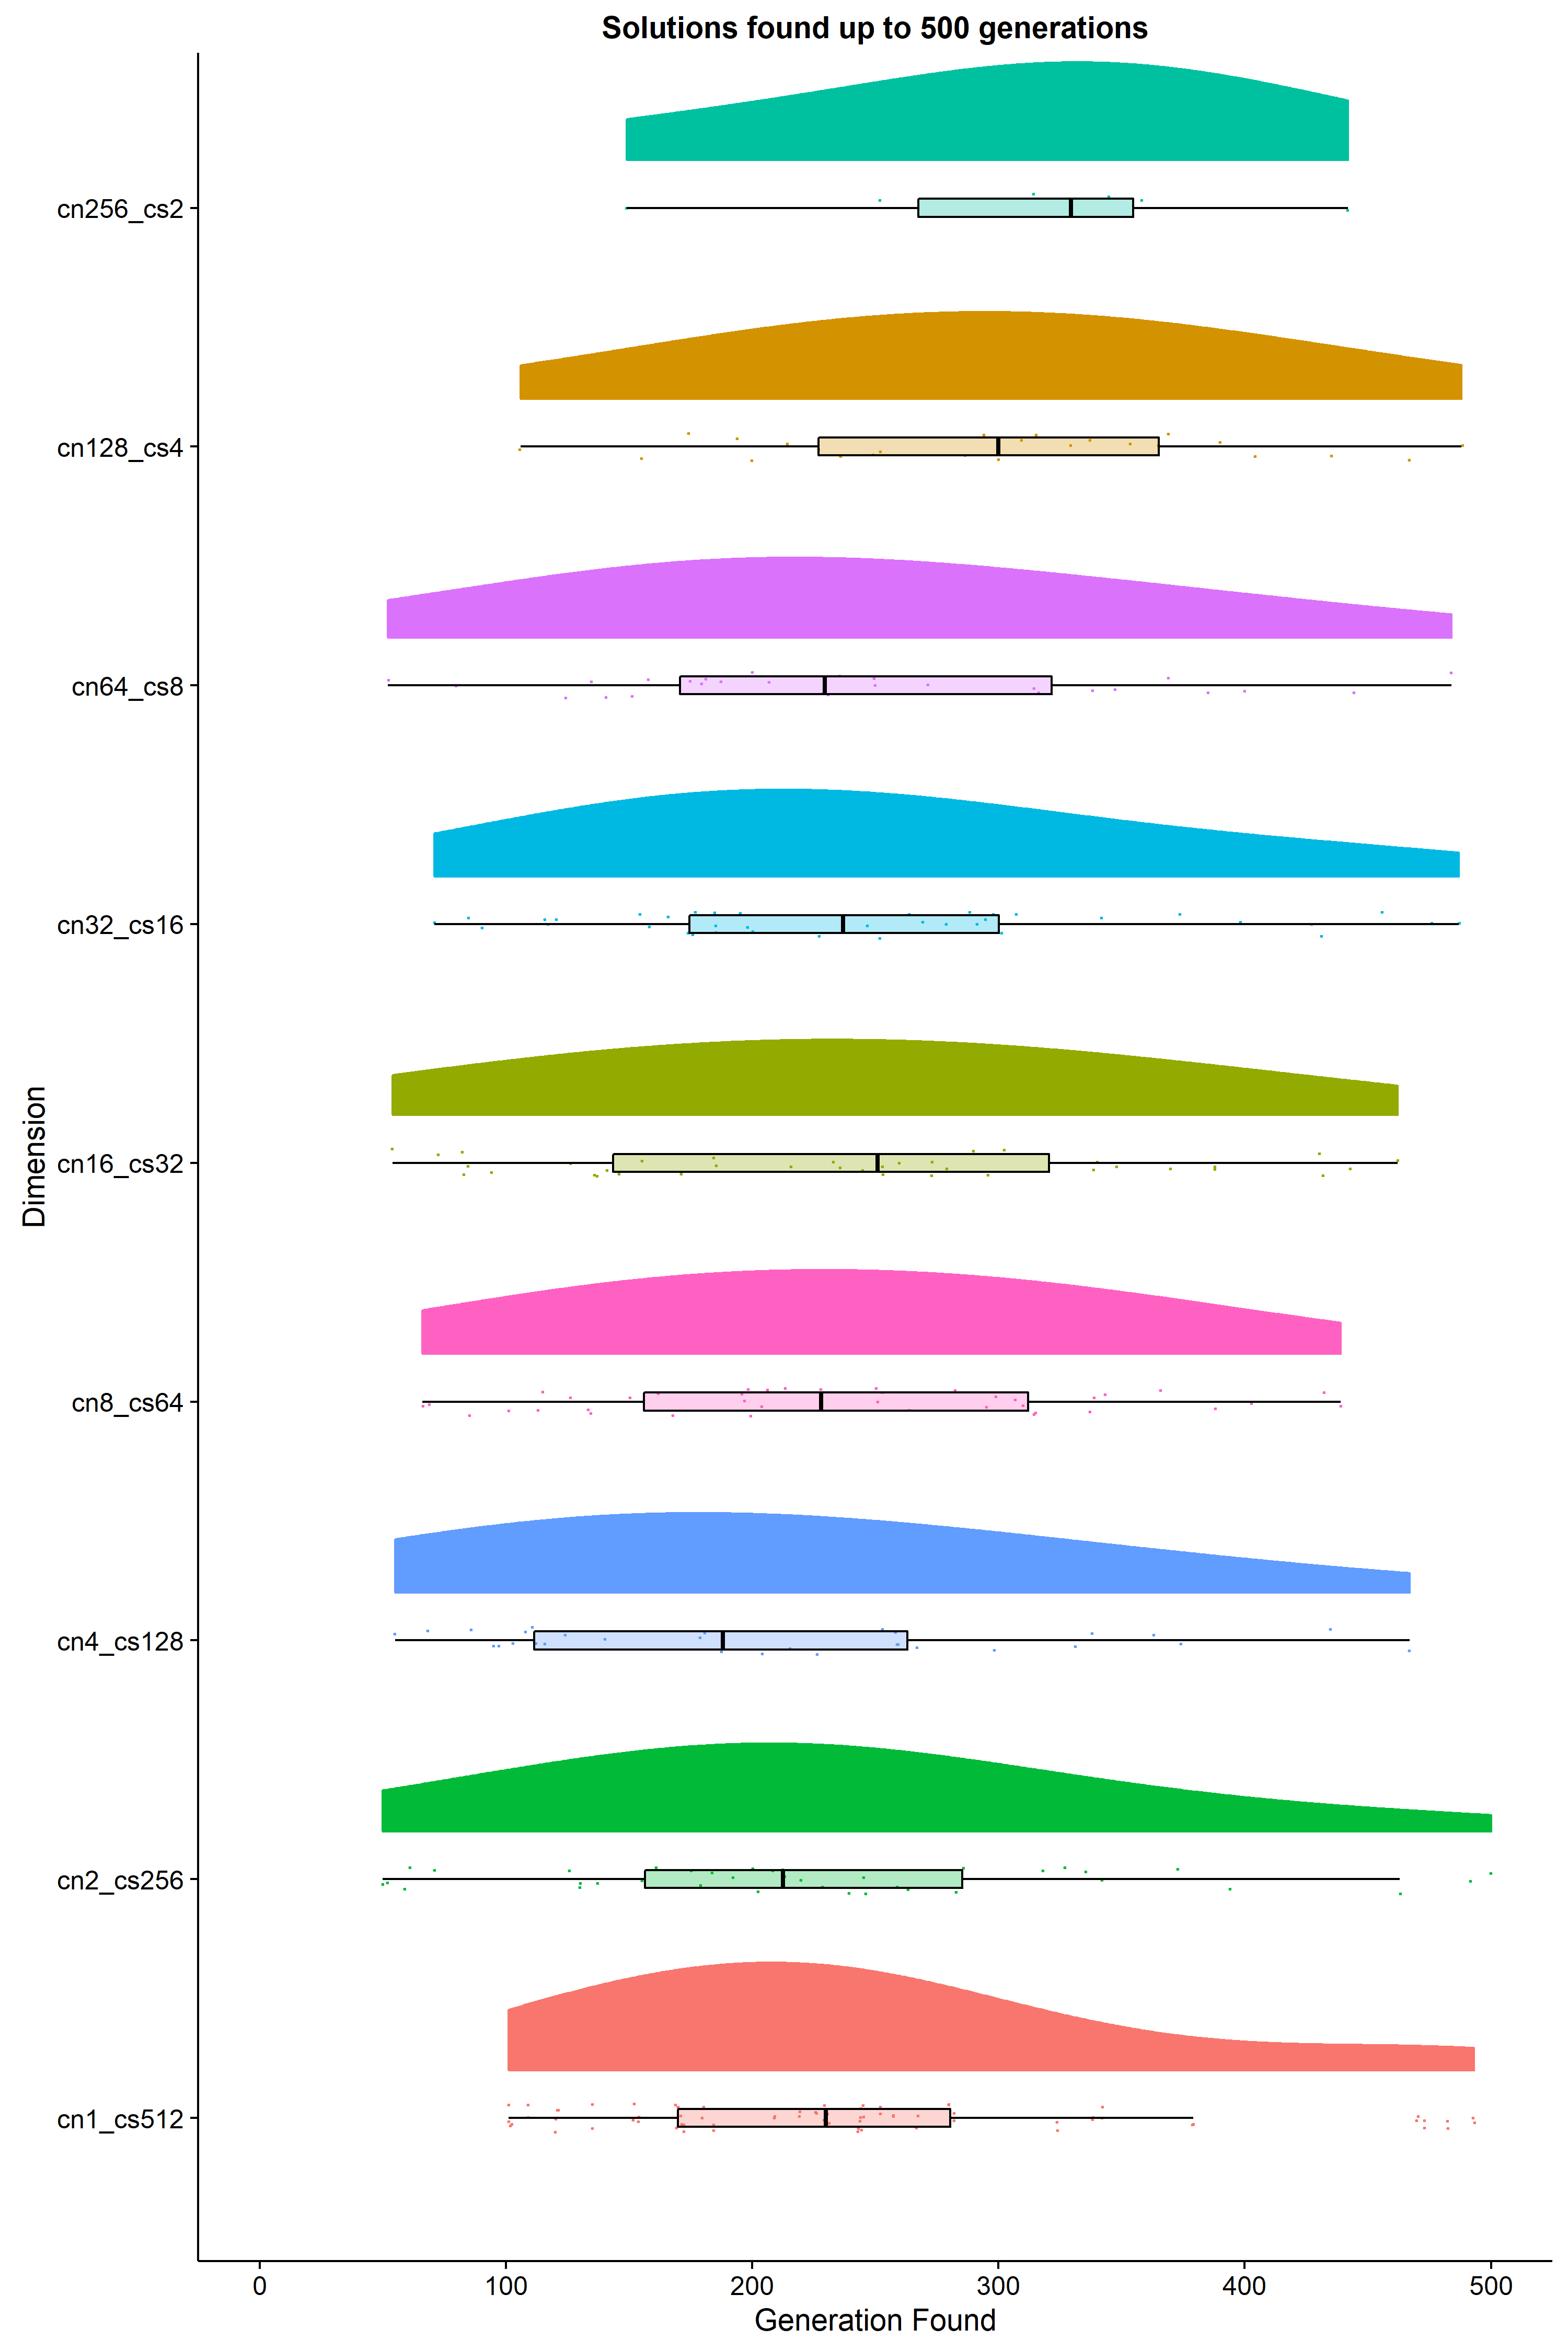 Solutions found up to 500 generations
cn256_cs2
cn128_cs4
cn64_cs8
cn32_cs16
cn16_cs32
Dimension
cn8_cs64
cn4_cs128
cn2_cs256
cn1_cs512
0 100 200 300 400 500
Generation Found